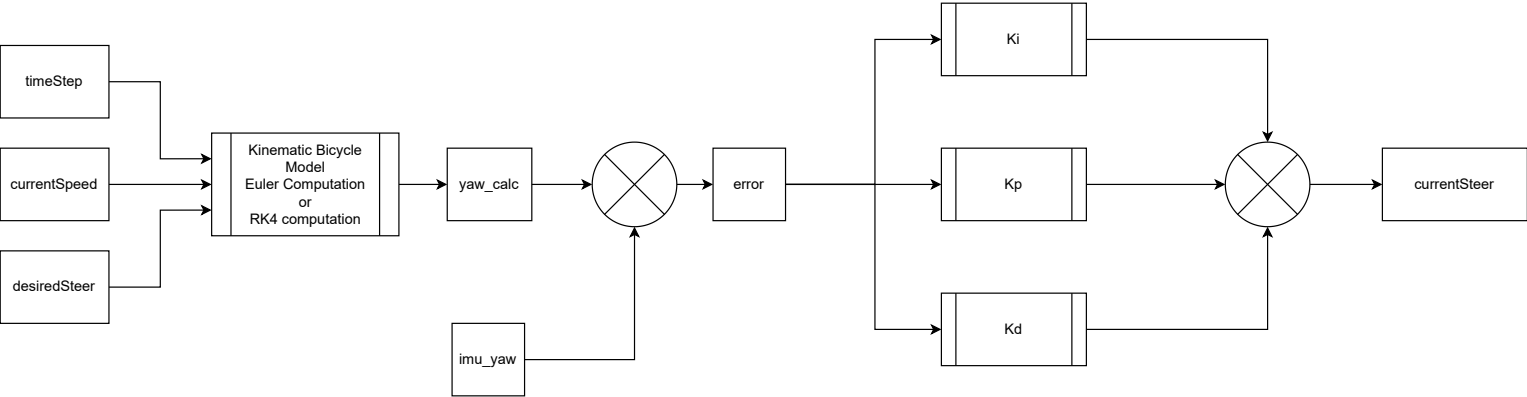 timeStep
currentSpeed
desiredSteer
Kinematic Bicycle
Model
Euler Computation
or
RK4 computation
yaw_calc
imu_yaw
error
Ki
Kp
Kd
currentSteer